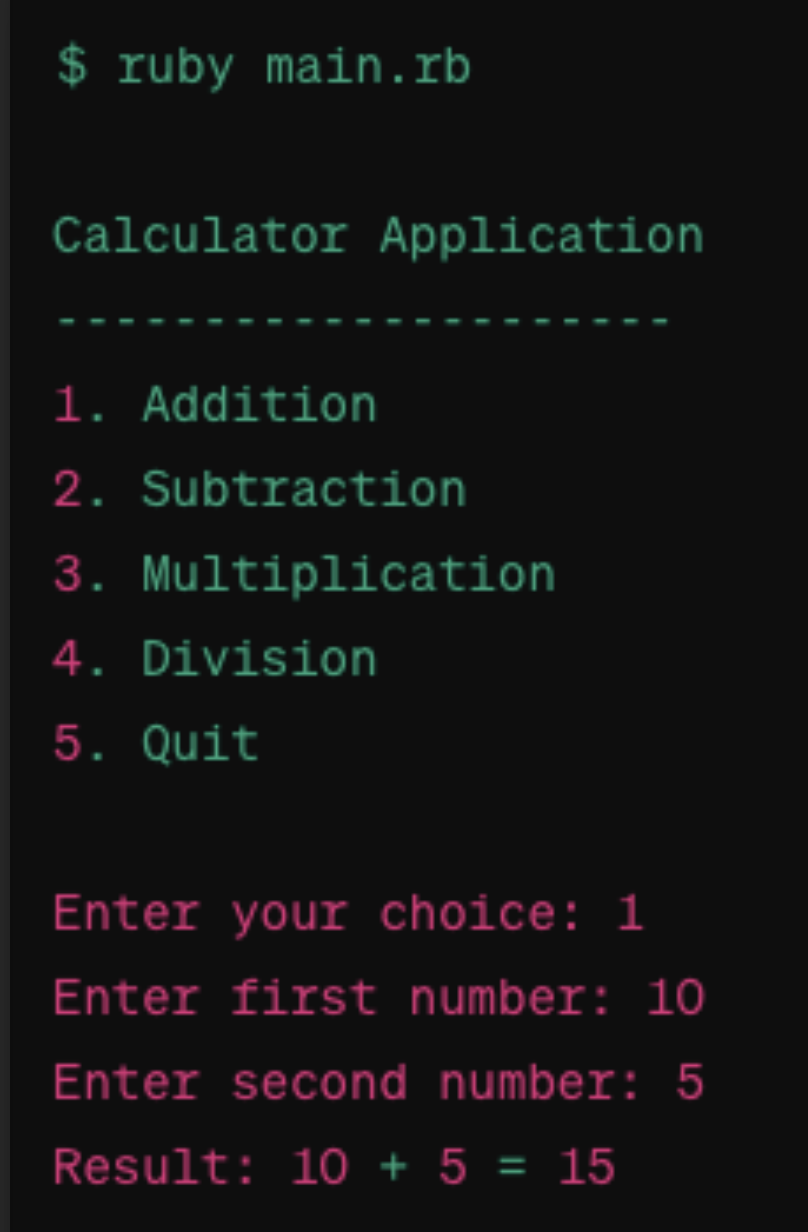 $ ruby main.rb
Calculator Application
---------------------
1. Addition
2. Subtraction
3. Multiplication
4. Division
5. Quit
Enter your choice: 1
Enter first number: 10
Enter second number: 5
Result: 10 + 5 = 15